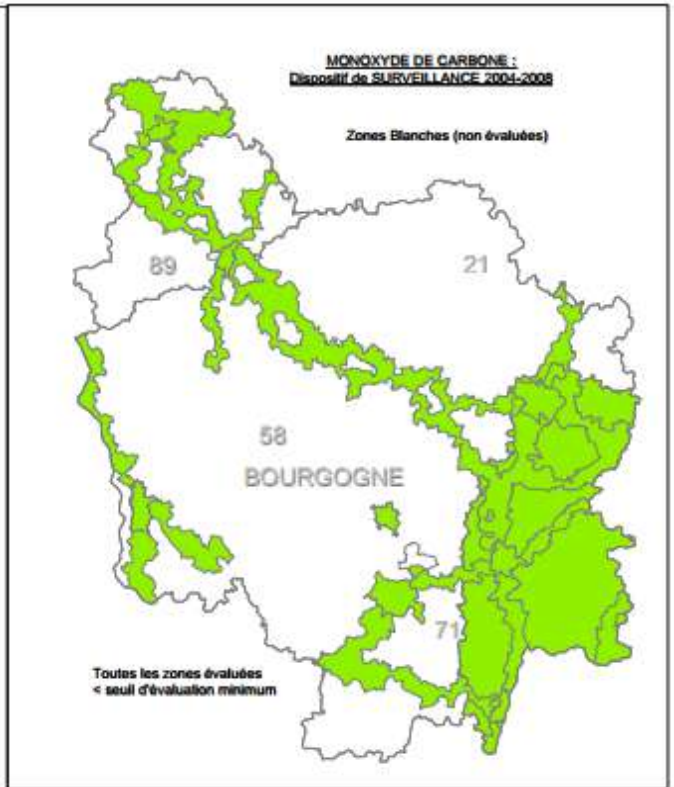 MONOXYDE DE CARBONE :
Dispositif de SURVEILLANCE 2004-2008
Zones Blanches (non évaluées)
89
21
58
BOURGOGNE
71
Toutes les zones évaluées
< seuil d'évaluation minimum